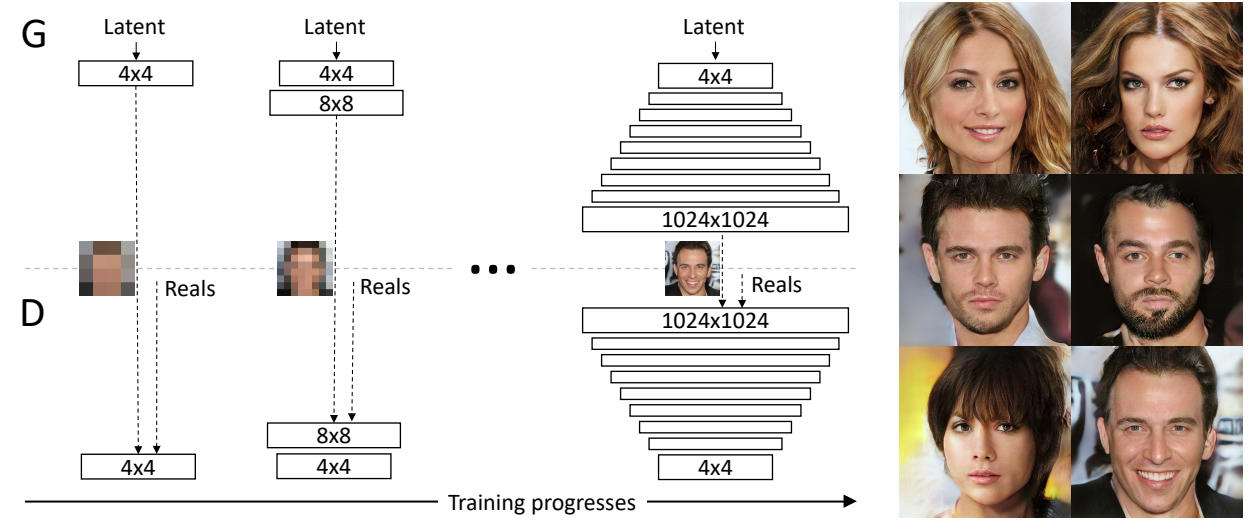 G
Latent
Latent
Latent
4x4
4x4
4x4
8x8
1024x1024
Reals
Reals
Reals
...
D
1024x1024
8x8
4x4
4x4
4x4
Training progresses